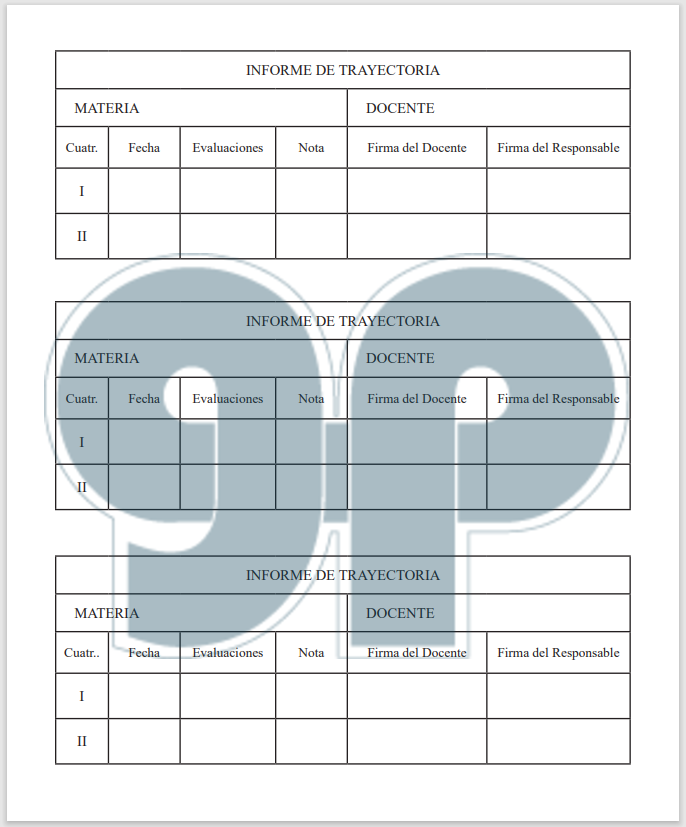 INFORME DE TRAYECTORIA
MATERIA DOCENTE
Cuatr. Fecha Evaluaciones Nota Firma del Docente Firma del Responsable
I
II
INFORME DE TRAYECTORIA
MATERIA DOCENTE
Cuatr. Fecha Evaluaciones Nota Firma del Docente Firma del Responsable
I
II
INFORME DE TRAYECTORIA
MATERIA DOCENTE
Cuatr.. Fecha Evaluaciones Nota Firma del Docente Firma del Responsable
I
II
gp